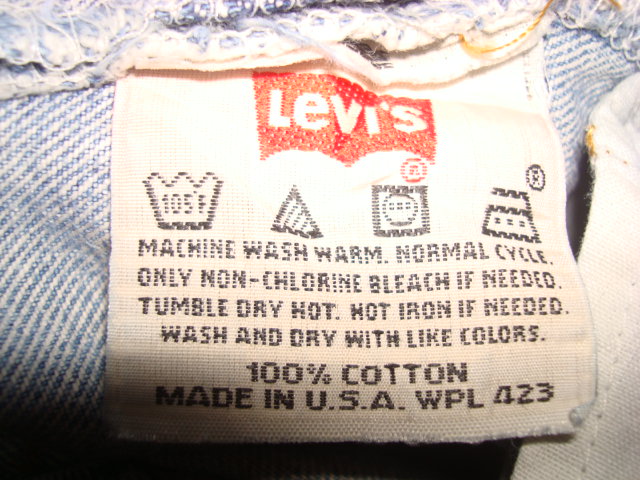 Levi's
®
105F ®
MACHINE WASH WARM. NORMAL CYCLE.
ONLY NON-CHLORINE BLEACH IF NEEDED.
TUMBLE DRY HOT. HOT IRON IF NEEDED.
WASH AND DRY WITH LIKE COLORS.
100% COTTON
MADE IN U.S.A. WPL 423